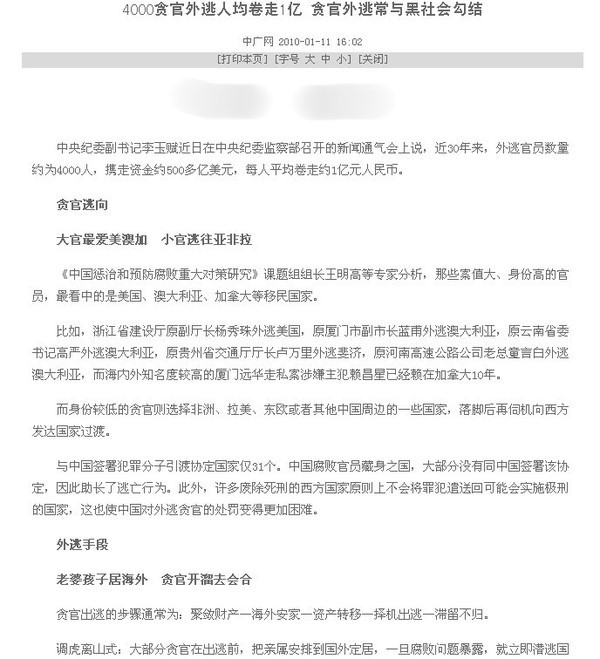 4000贪官外逃人均卷走1亿 贪官外逃常与黑社会勾结
中广网 2010-01-11 16:02
[打印本页] [字号 大 中 小] [关闭]
中央纪委副书记李玉赋近日在中央纪委监察部召开的新闻通气会上说，近30年来，外逃官员数量
约为4000人，携走资金约500多亿美元，每人平均卷走约1亿元人民币。
贪官逃向
大官最爱美澳加 小官逃往亚非拉
《中国惩治和预防腐败重大对策研究》课题组组长王明高等专家分析，那些案值大、身份高的官
员，最看中的是美国、澳大利亚、加拿大等移民国家。
比如，浙江省建设厅原副厅长杨秀珠外逃美国，原厦门市副市长蓝甫外逃澳大利亚，原云南省委
书记高严外逃澳大利亚，原贵州省交通厅厅长卢万里外逃斐济，原河南高速公路公司老总童言白外逃
澳大利亚，而海内外知名度较高的厦门远华走私案涉嫌主犯赖昌星已经赖在加拿大10年。
而身份较低的贪官则选择非洲、拉美、东欧或者其他中国周边的一些国家，落脚后再伺机向西方
发达国家过渡。
与中国签署犯罪分子引渡协定国家仅31个。中国腐败官员藏身之国，大部分没有同中国签署该协
定，因此助长了逃亡行为。此外，许多废除死刑的西方国家原则上不会将罪犯遣送回可能会实施极刑
的国家，这也使中国对外逃贪官的处罚变得更加困难。
外逃手段
老婆孩子居海外 贪官开溜去会合
贪官出逃的步骤通常为：聚敛财产—海外安家—资产转移—择机出逃—滞留不归。
调虎离山式：大部分贪官在出逃前，把亲属安排到国外定居，一旦腐败问题暴露，就立即潜逃国